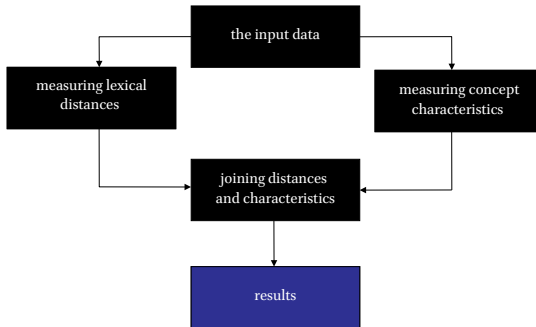 the input data
measuring lexical
distances
measuring concept
characteristics
joining distances
and characteristics
results